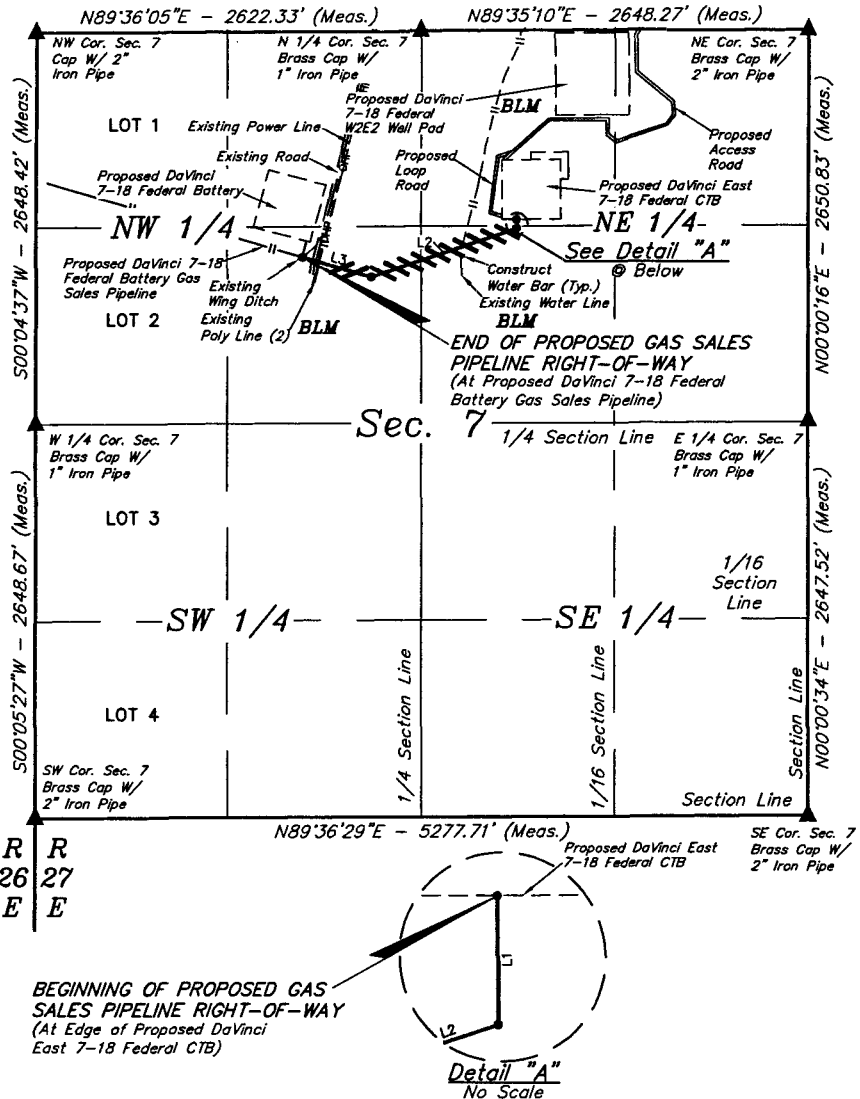 N89°36'05"E - 2622.33' (Meas.)
N89°35'10"E - 2648.27' (Meas.)
NW Cor. Sec. 7
Cap W/ 2"
Iron Pipe
N 1/4 Cor. Sec. 7
Brass Cap W/
1" Iron Pipe
NE Cor. Sec. 7
Brass Cap W/
2" Iron Pipe
S00°04'37"W - 2648.42' (Meas.)
N00°00'16"E - 2650.83' (Meas.)
LOT 1
Existing Power Line
Existing Road
Proposed DaVinci
7-18 Federal
W2E2 Well Pad
BLM
Proposed
Access
Road
Proposed
Loop
Road
Proposed DaVinci
7-18 Federal Battery
Proposed DaVinci East
7-18 Federal CTB
NW 1/4
NE 1/4
See Detail "A"
@ Below
L2
L3
Proposed DaVinci 7-18
Federal Battery Gas
Sales Pipeline
Existing
Wing Ditch
Construct
Water Bar (Typ.)
Existing Water Line
LOT 2
Existing
Poly Line (2)
BLM
BLM
END OF PROPOSED GAS SALES
PIPELINE RIGHT-OF-WAY
(At Proposed DaVinci 7-18 Federal
Battery Gas Sales Pipeline)
Sec. 7
1/4 Section Line
W 1/4 Cor. Sec. 7
Brass Cap W/
1" Iron Pipe
E 1/4 Cor. Sec. 7
Brass Cap W/
1" Iron Pipe
S00°05'27"W - 2648.67' (Meas.)
N00°00'34"E - 2647.52' (Meas.)
LOT 3
1/16
Section
Line
SW 1/4
SE 1/4
LOT 4
1/4 Section Line
1/16 Section Line
Section Line
Section Line
SW Cor. Sec. 7
Brass Cap W/
2" Iron Pipe
N89°36'29"E - 5277.71' (Meas.)
SE Cor. Sec. 7
Brass Cap W/
2" Iron Pipe
R R
26 27
E E
Proposed DaVinci East
7-18 Federal CTB
L1
L2
BEGINNING OF PROPOSED GAS
SALES PIPELINE RIGHT-OF-WAY
(At Edge of Proposed DaVinci
East 7-18 Federal CTB)
Detail "A"
No Scale